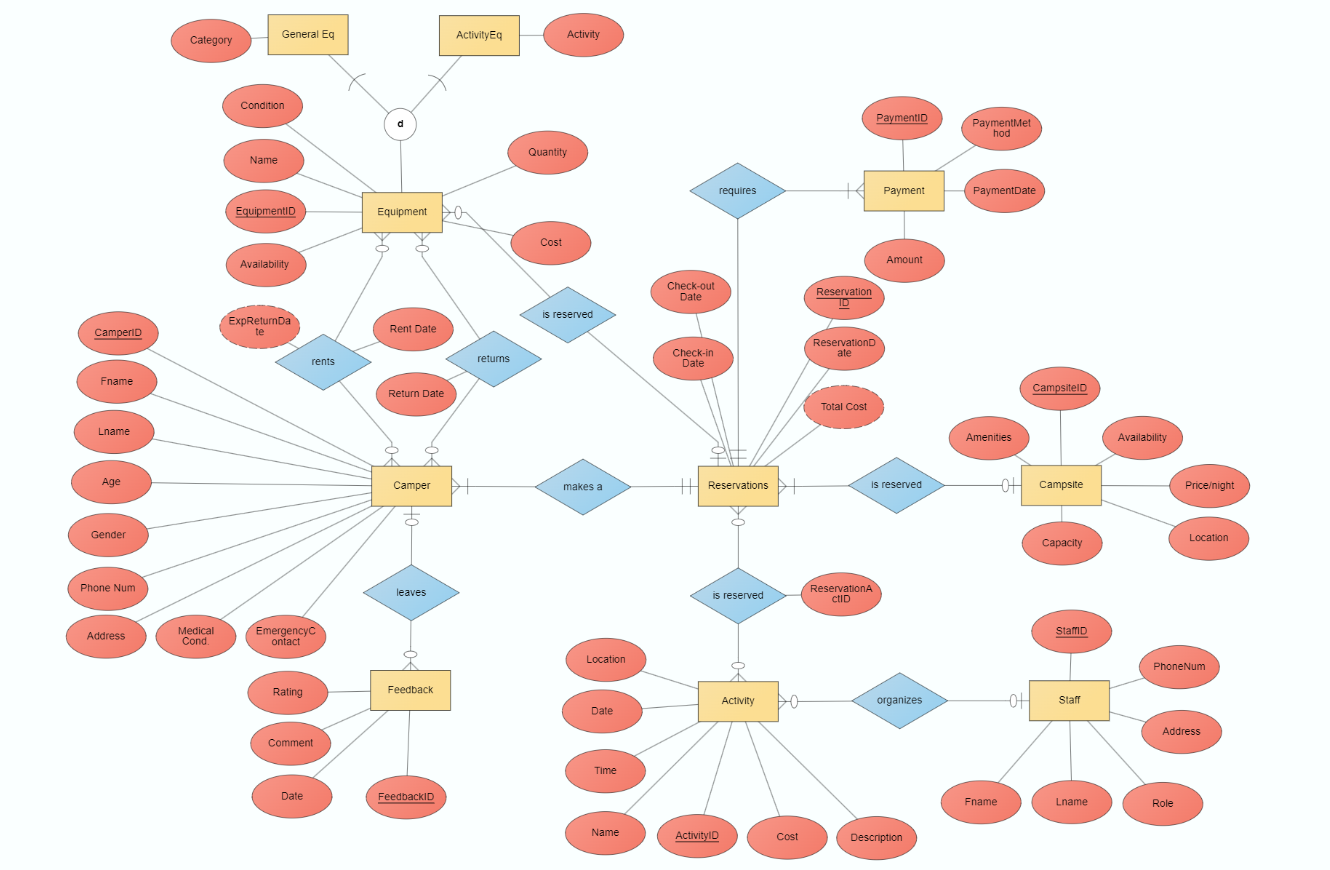 General Eq
ActivityEq
Activity
Category
Condition
d
PaymentID
PaymentMet
hod
Name
Quantity
requires
Payment
PaymentDate
EquipmentID
Equipment
Cost
Availability
Amount
Check-out
Date
Reservation
ID
ExpReturnDa
te
Rent Date
is reserved
CamperID
rents
returns
Check-in
Date
ReservationD
ate
Fname
Return Date
CampsiteID
Total Cost
Lname
Amenities
Availability
Age
Camper
makes a
Reservations
is reserved
Campsite
Price/night
Gender
Capacity
Location
Phone Num
leaves
is reserved
ReservationA
ctID
Address
Medical
Cond.
EmergencyC
ontact
StaffID
Location
PhoneNum
Rating
Feedback
Date
Activity
organizes
Staff
Comment
Address
Time
Date
FeedbackID
Fname
Lname
Role
Name
ActivityID
Cost
Description